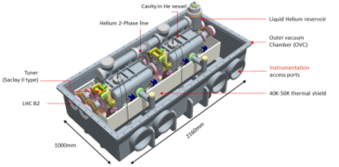 Cavity in He vessel
Helium 2-Phase line
Liquid Helium reservoir
Outer vacuum
Chamber (OVC)
Tuner
(Saclay II type)
Instrumentation
access ports
LHC B2
40K-50K thermal shield
1000mm
2160mm